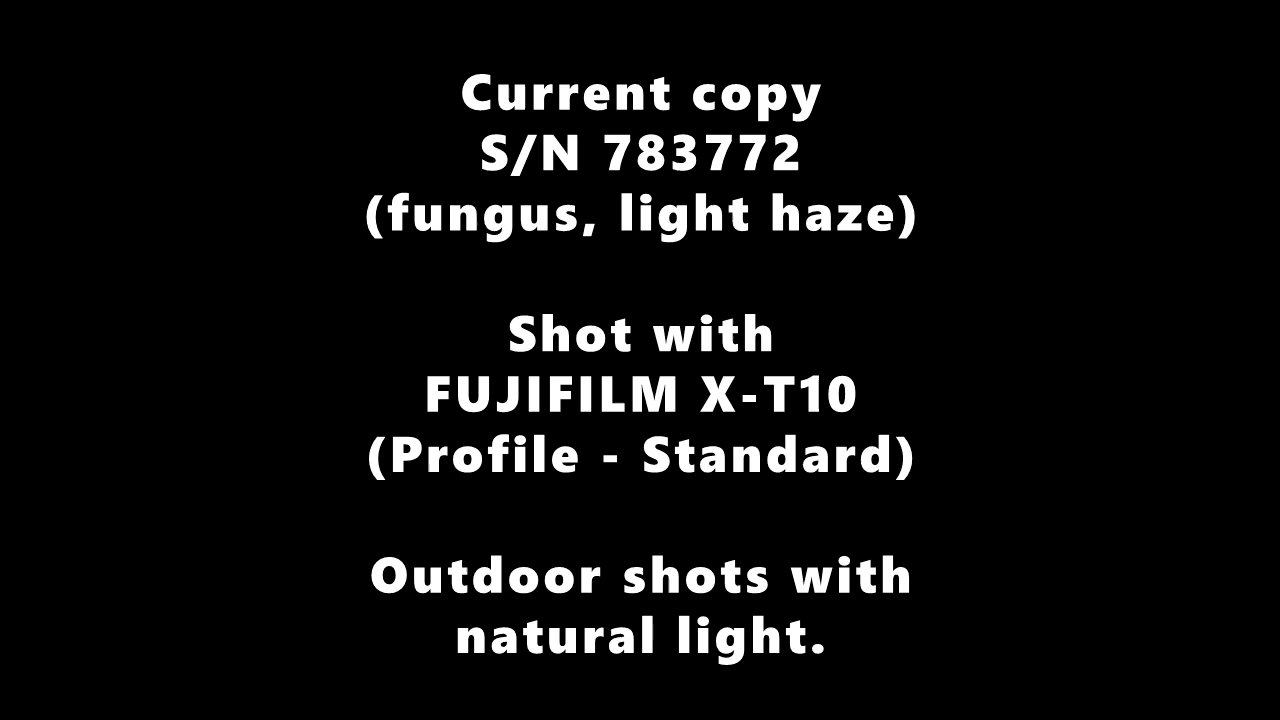 Current copy
S/N 783772
(fungus, light haze)
Shot with
FUJIFILM X-T10
(Profile - Standard)
Outdoor shots with
natural light.